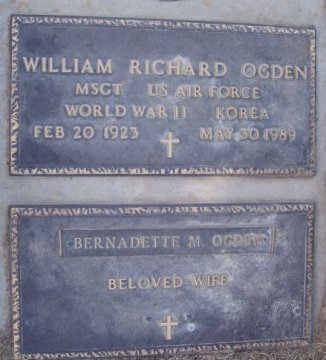 WILLIAM RICHARD OGDEN
MSGT US AIR FORCE
WORLD WAR II KOREA
FEB 20 1923 MAY 30 1989
BERNADETTE M. OGDEN
BELOVED WIFE